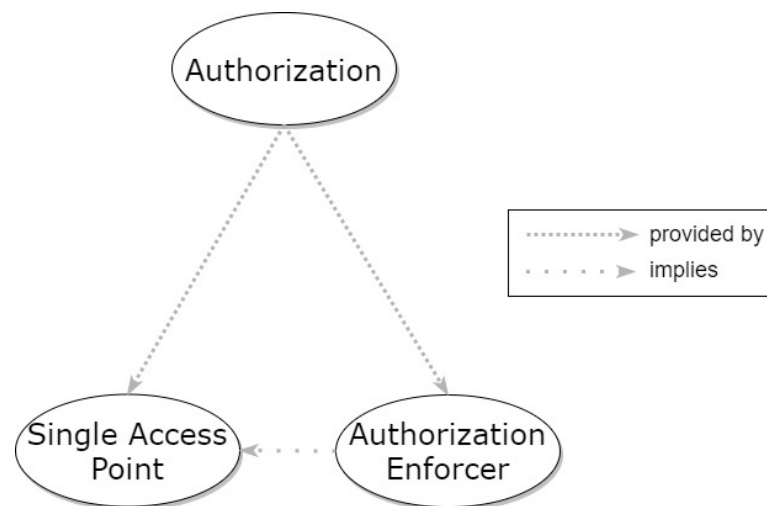 Authorization
provided by
implies
Single Access
Point
Authorization
Enforcer